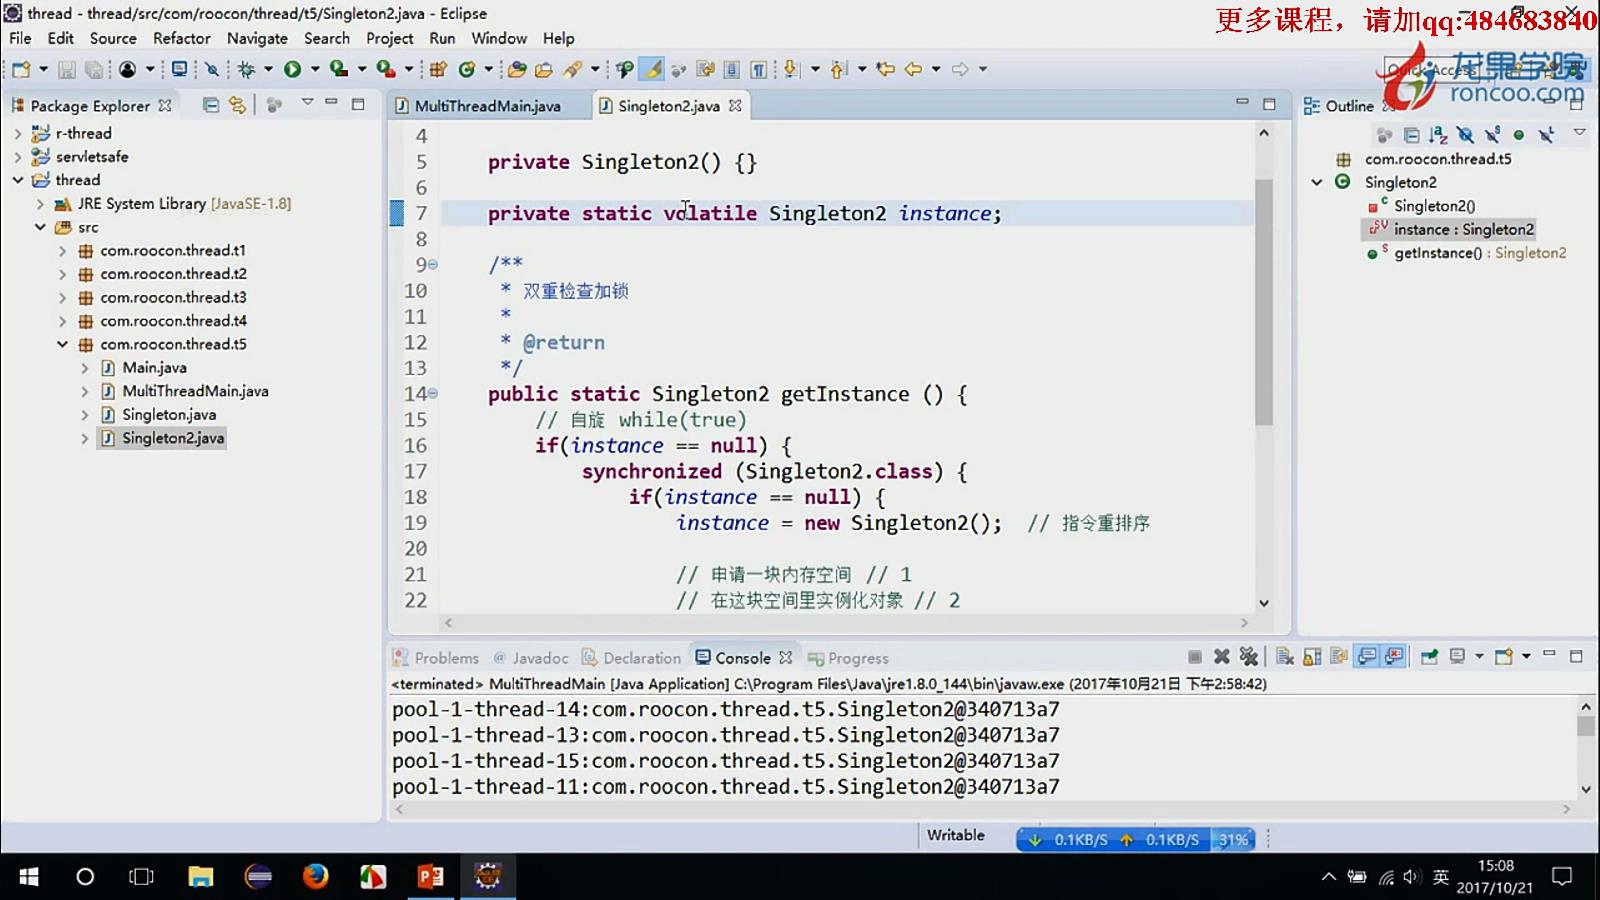 thread - thread/src/com/roocon/thread/t5/Singleton2.java - Eclipse
更多课程，请加qq:484683840
File Edit Source Refactor Navigate Search Project Run Window Help
Quick Access
龙果学院
roncoo.com
Package Explorer
r-thread
servletsafe
thread
JRE System Library [JavaSE-1.8]
src
com.roocon.thread.t1
com.roocon.thread.t2
com.roocon.thread.t3
com.roocon.thread.t4
com.roocon.thread.t5
Main.java
MultiThreadMain.java
Singleton.java
Singleton2.java
MultiThreadMain.java
Singleton2.java
4
5 private Singleton2() {}
6
7 private static volatile Singleton2 instance;
8
9 /**
10 * 双重检查加锁
11 *
12 * @return
13 */
14 public static Singleton2 getInstance () {
15 // 自旋 while(true)
16 if(instance == null) {
17 synchronized (Singleton2.class) {
18 if(instance == null) {
19 instance = new Singleton2(); // 指令重排序
20
21 // 申请一块内存空间 // 1
22 // 在这块空间里实例化对象 // 2
Outline
com.roocon.thread.t5
Singleton2
Singleton2()
instance : Singleton2
getInstance() : Singleton2
Problems @ Javadoc Declaration Console Progress
<terminated> MultiThreadMain [Java Application] C:\Program Files\Java\jre1.8.0_144\bin\javaw.exe (2017年10月21日 下午2:58:42)
pool-1-thread-14:com.roocon.thread.t5.Singleton2@340713a7
pool-1-thread-13:com.roocon.thread.t5.Singleton2@340713a7
pool-1-thread-15:com.roocon.thread.t5.Singleton2@340713a7
pool-1-thread-11:com.roocon.thread.t5.Singleton2@340713a7
Writable
0.1KB/S 0.1KB/S 31%
英
15:08
2017/10/21